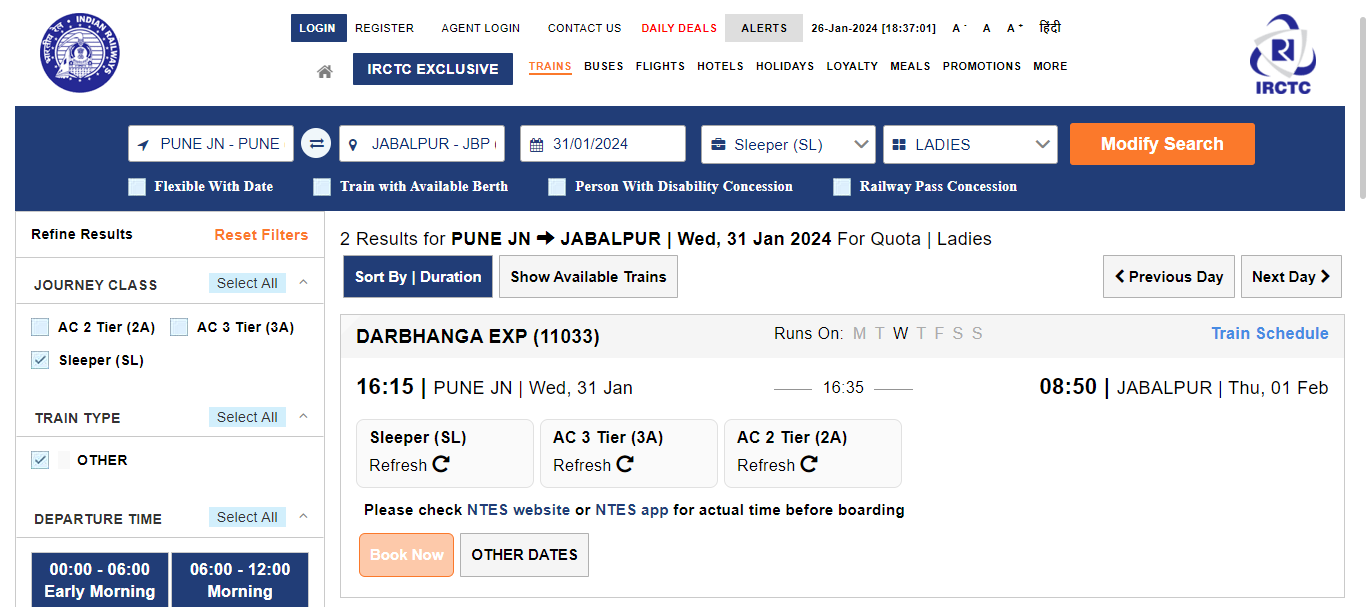 LOGIN REGISTER AGENT LOGIN CONTACT US DAILY DEALS ALERTS 26-Jan-2024 [18:37:01] A- A A+ हिंदी
INDIAN RAILWAYS
भारतीय रेल
IRCTC
IRCTC EXCLUSIVE TRAINS BUSES FLIGHTS HOTELS HOLIDAYS LOYALTY MEALS PROMOTIONS MORE
PUNE JN - PUNE JABALPUR - JBP ( 31/01/2024 Sleeper (SL) LADIES Modify Search
Flexible With Date Train with Available Berth Person With Disability Concession Railway Pass Concession
Refine Results Reset Filters
JOURNEY CLASS Select All
AC 2 Tier (2A) AC 3 Tier (3A)
Sleeper (SL)
TRAIN TYPE Select All
OTHER
DEPARTURE TIME Select All
00:00 - 06:00 06:00 - 12:00
Early Morning Morning
2 Results for PUNE JN ➜ JABALPUR | Wed, 31 Jan 2024 For Quota | Ladies
Sort By | Duration Show Available Trains Previous Day Next Day
DARBHANGA EXP (11033) Runs On: M T W T F S S Train Schedule
16:15 | PUNE JN | Wed, 31 Jan 16:35 08:50 | JABALPUR | Thu, 01 Feb
Sleeper (SL) AC 3 Tier (3A) AC 2 Tier (2A)
Refresh Refresh Refresh
Please check NTES website or NTES app for actual time before boarding
Book Now OTHER DATES